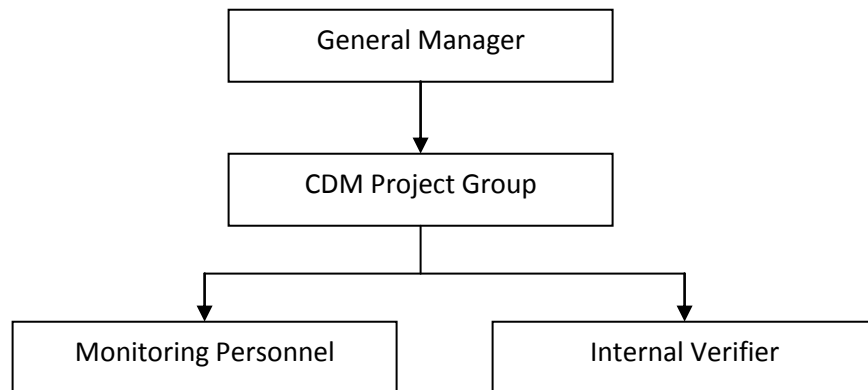 General Manager
CDM Project Group
Monitoring Personnel
Internal Verifier